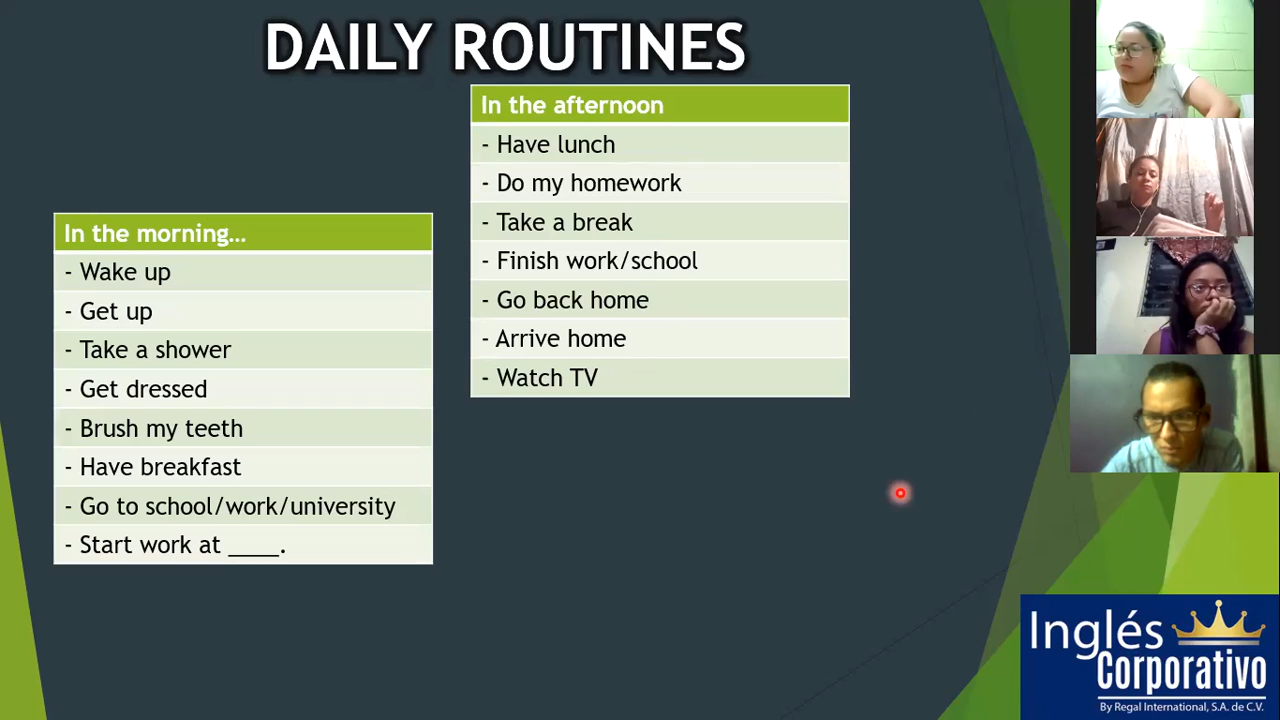 DAILY ROUTINES
In the morning...
- Wake up
- Get up
- Take a shower
- Get dressed
- Brush my teeth
- Have breakfast
- Go to school/work/university
- Start work at ____.
In the afternoon
- Have lunch
- Do my homework
- Take a break
- Finish work/school
- Go back home
- Arrive home
- Watch TV
Inglés
Corporativo
By Regal International, S.A. de C.V.